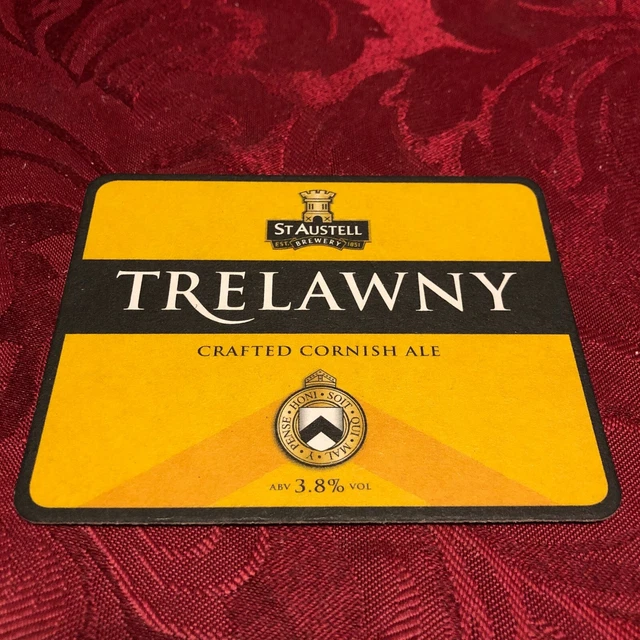 ST AUSTELL
EST. BREWERY 1851
TRELAWNY
CRAFTED CORNISH ALE
HONI • SOIT • QUI • MAL • Y • PENSE
ABV 3.8% VOL